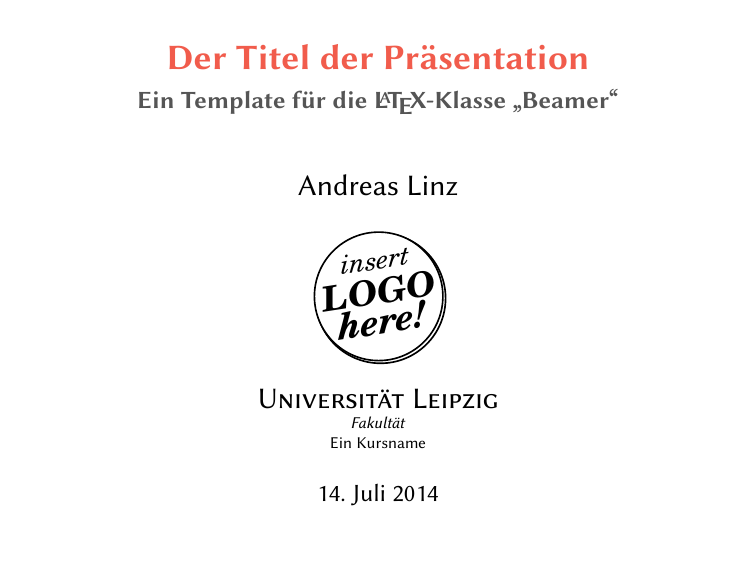 Der Titel der Präsentation
Ein Template für die LATEX-Klasse „Beamer“
Andreas Linz
insert
LOGO
here!
Universität Leipzig
Fakultät
Ein Kursname
14. Juli 2014